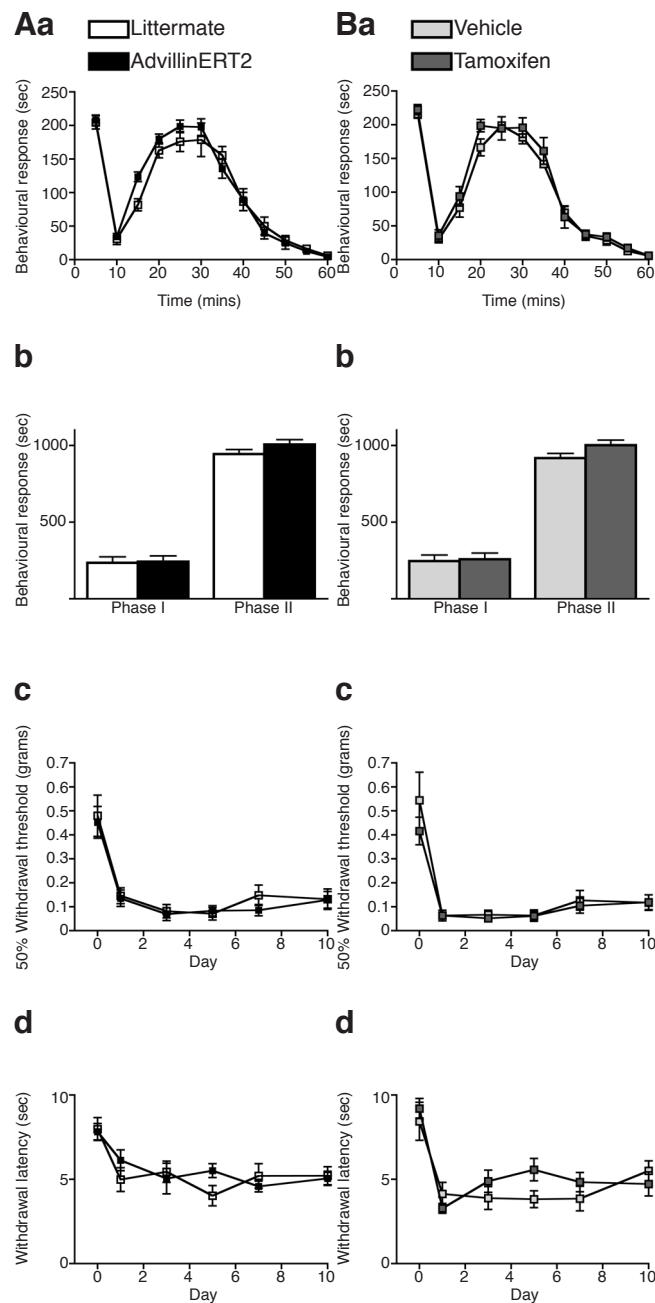 Aa
Littermate
AdvillinERT2
Behavioural response (sec)
250
200
150
100
50
0
0 10 20 30 40 50 60
Time (mins)
Ba
Vehicle
Tamoxifen
Behavioural response (sec)
250
200
150
100
50
0
0 10 20 30 40 50 60
Time (mins)
b
Behavioural response (sec)
1000
500
Phase I Phase II
b
Behavioural response (sec)
1000
500
Phase I Phase II
c
50% Withdrawal threshold (grams)
0.7
0.6
0.5
0.4
0.3
0.2
0.1
0
0 2 4 6 8 10
Day
c
50% Withdrawal threshold (grams)
0.7
0.6
0.5
0.4
0.3
0.2
0.1
0
0 2 4 6 8 10
Day
d
Withdrawal latency (sec)
10
5
0
0 2 4 6 8 10
Day
d
Withdrawal latency (sec)
10
5
0
0 2 4 6 8 10
Day